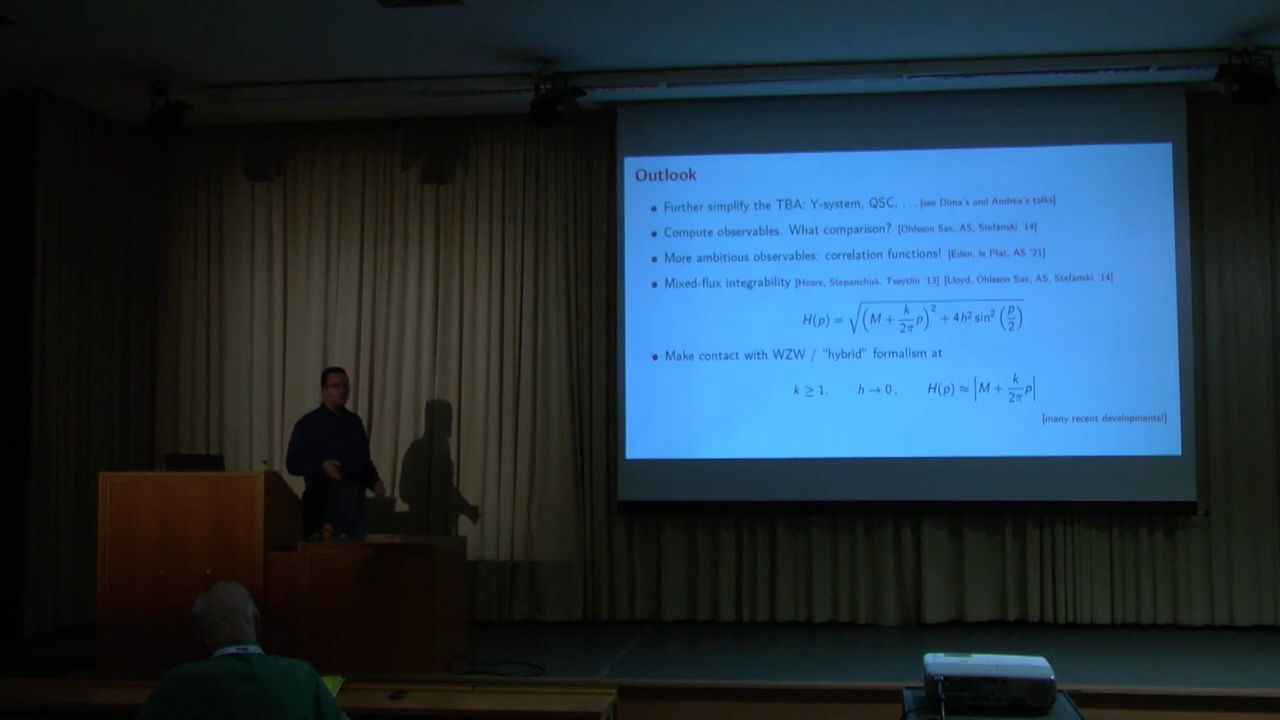 Outlook
• Further simplify the TBA: Y-system, QSC, ... [see Dima's and Andrea's talks]
• Compute observables. What comparison? [Ohlsson Sax, AS, Stefanski '14]
• More ambitious observables: correlation functions! [Eden, le Plat, AS '21]
• Mixed-flux integrability [Hoare, Stepanchuk, Tseytlin '13] [Lloyd, Ohlsson Sax, AS, Stefanski '14]
H(p) = √((M + k/2π p)² + 4h² sin² (p/2))
• Make contact with WZW / "hybrid" formalism at
k ≥ 1, h → 0, H(p) ≈ |M + k/2π p|
[many recent developments!]